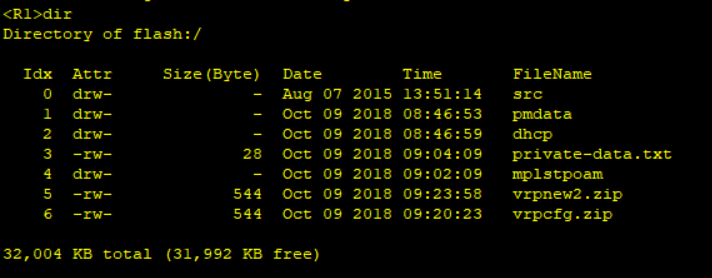 <R1>dir
Directory of flash:/
Idx Attr Size(Byte) Date Time FileName
0 drw- - Aug 07 2015 13:51:14 src
1 drw- - Oct 09 2018 08:46:53 pmdata
2 drw- - Oct 09 2018 08:46:59 dhcp
3 -rw- 28 Oct 09 2018 09:04:09 private-data.txt
4 drw- - Oct 09 2018 09:02:09 mplstpoam
5 -rw- 544 Oct 09 2018 09:23:58 vrpnew2.zip
6 -rw- 544 Oct 09 2018 09:20:23 vrpcfg.zip
32,004 KB total (31,992 KB free)